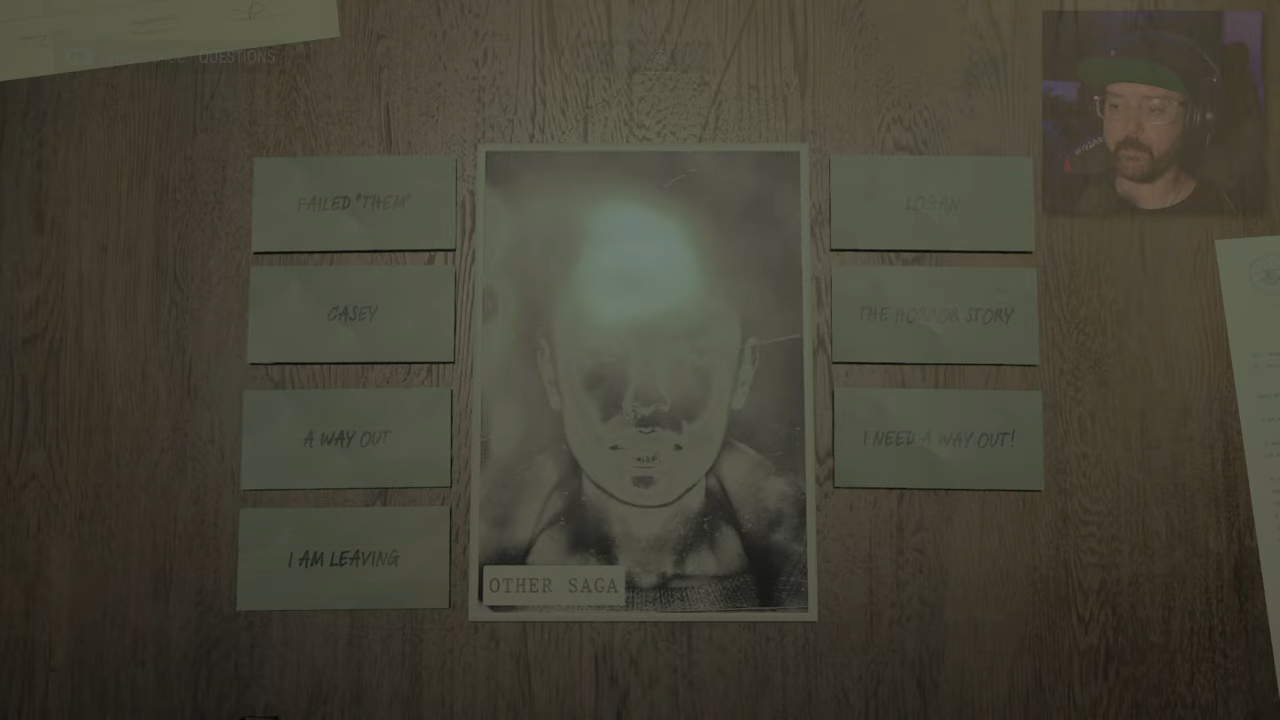 QUESTIONS
FAILED "THEM"
CASEY
A WAY OUT
I AM LEAVING
OTHER SAGA
LOGAN
THE HORROR STORY
I NEED A WAY OUT!